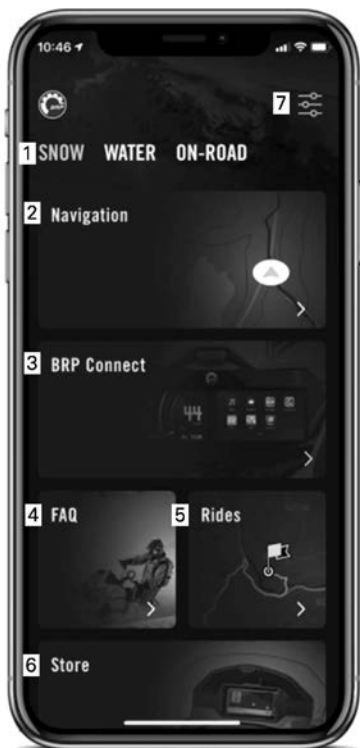 10:46
7
1 SNOW WATER ON-ROAD
2 Navigation
3 BRP Connect
44
4 FAQ
5 Rides
6 Store